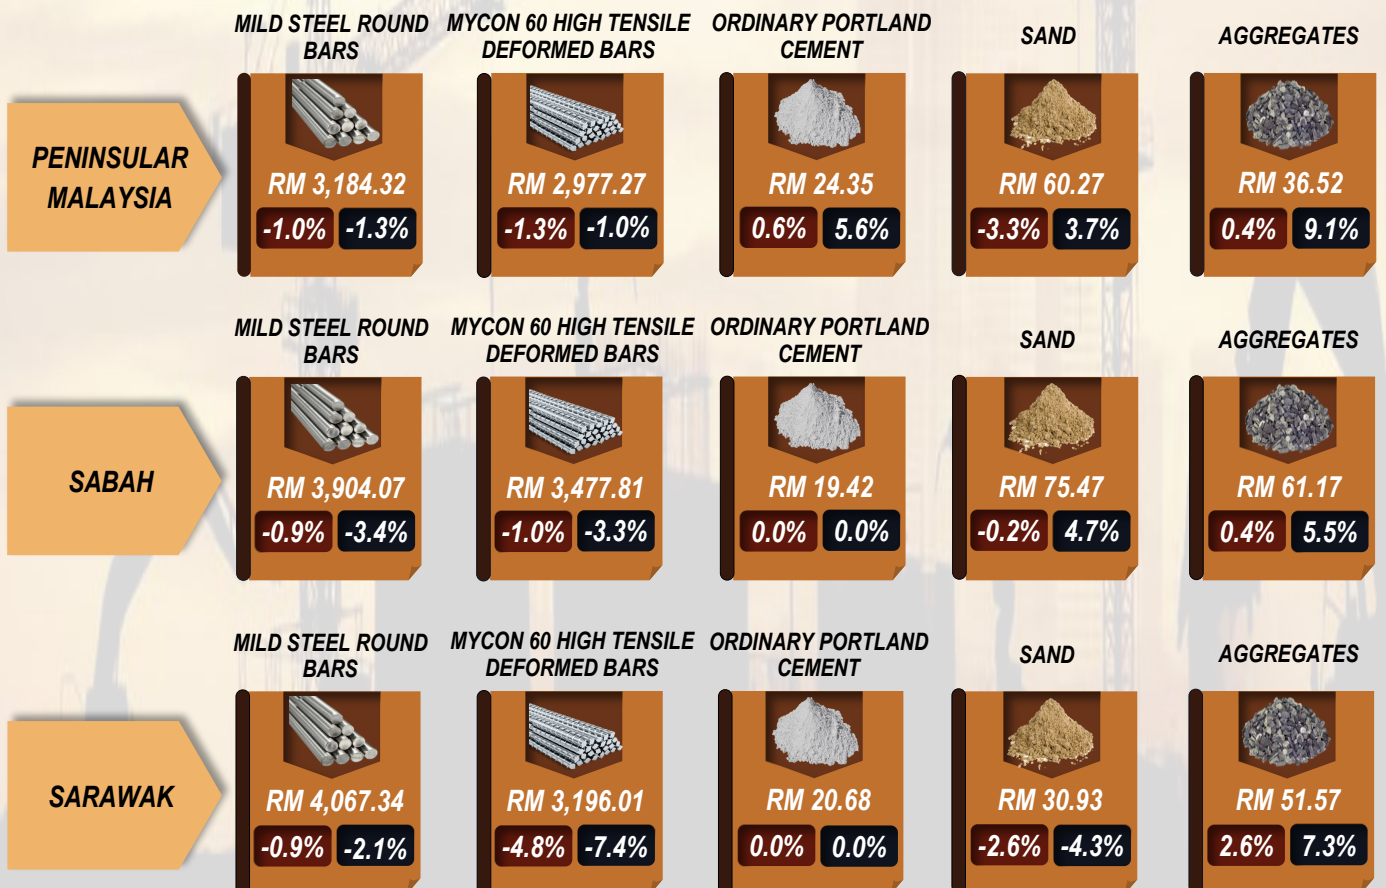 MILD STEEL ROUND
BARS
MYCON 60 HIGH TENSILE
DEFORMED BARS
ORDINARY PORTLAND
CEMENT
SAND
AGGREGATES
PENINSULAR
MALAYSIA
RM 3,184.32
-1.0% -1.3%
RM 2,977.27
-1.3% -1.0%
RM 24.35
0.6% 5.6%
RM 60.27
-3.3% 3.7%
RM 36.52
0.4% 9.1%
MILD STEEL ROUND
BARS
MYCON 60 HIGH TENSILE
DEFORMED BARS
ORDINARY PORTLAND
CEMENT
SAND
AGGREGATES
SABAH
RM 3,904.07
-0.9% -3.4%
RM 3,477.81
-1.0% -3.3%
RM 19.42
0.0% 0.0%
RM 75.47
-0.2% 4.7%
RM 61.17
0.4% 5.5%
MILD STEEL ROUND
BARS
MYCON 60 HIGH TENSILE
DEFORMED BARS
ORDINARY PORTLAND
CEMENT
SAND
AGGREGATES
SARAWAK
RM 4,067.34
-0.9% -2.1%
RM 3,196.01
-4.8% -7.4%
RM 20.68
0.0% 0.0%
RM 30.93
-2.6% -4.3%
RM 51.57
2.6% 7.3%